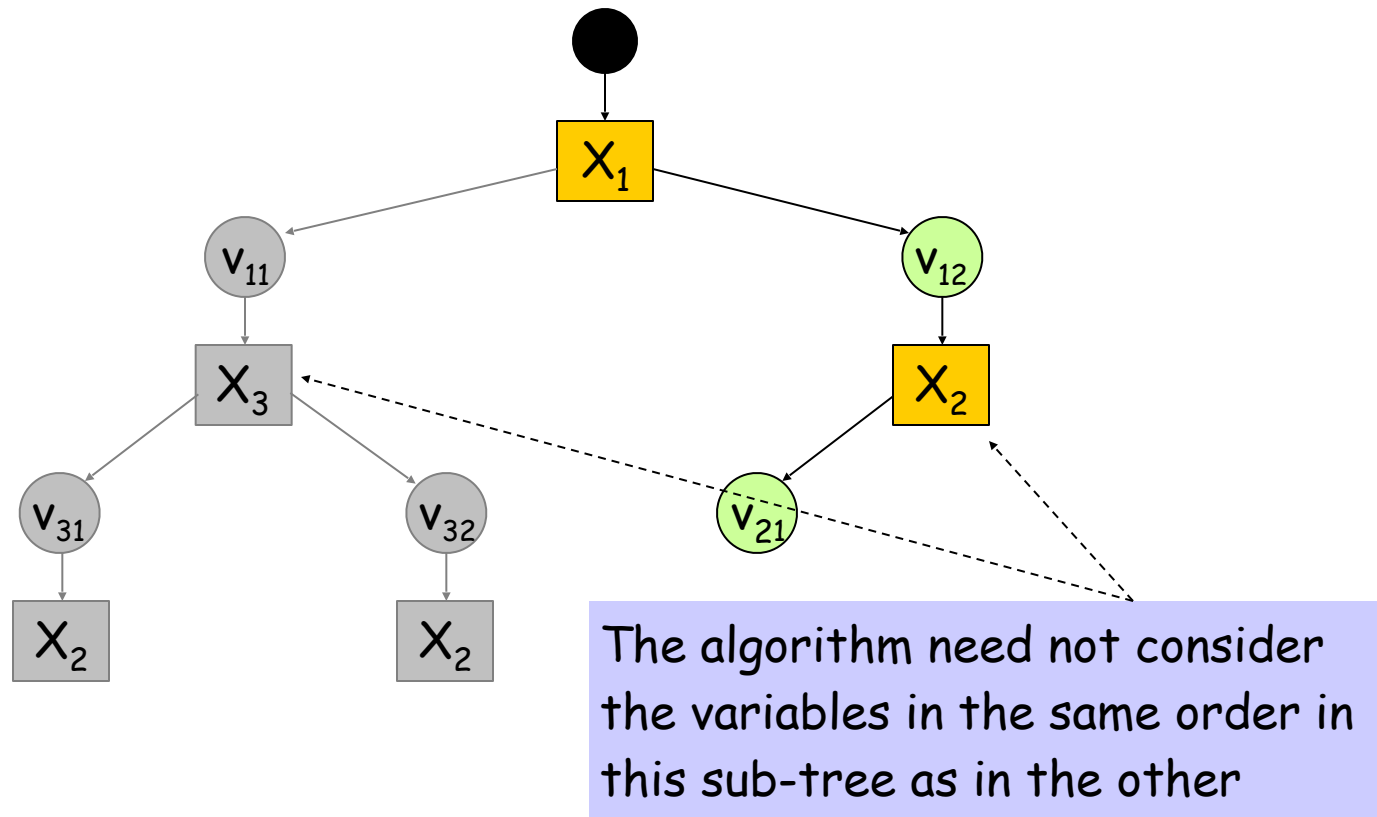 X₁
v₁₁
v₁₂
X₃
X₂
v₃₁
v₃₂
v₂₁
X₂
X₂
The algorithm need not consider
the variables in the same order in
this sub-tree as in the other